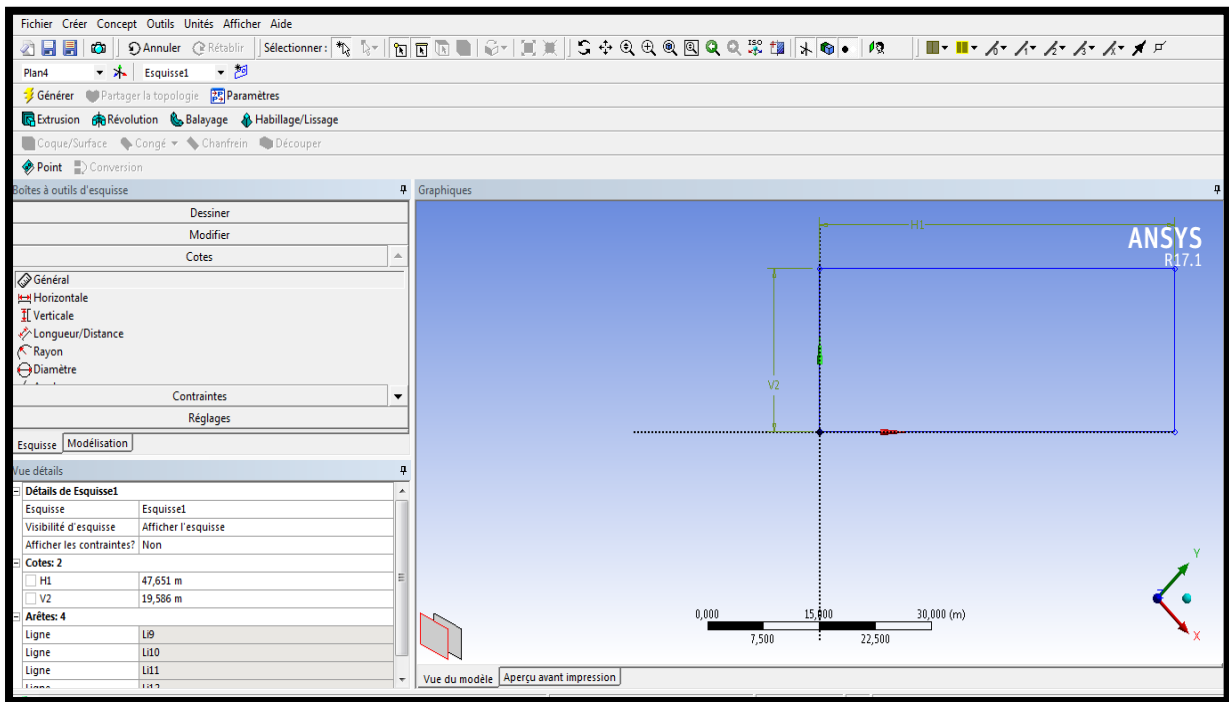 Fichier Créer Concept Outils Unités Afficher Aide
Annuler Rétablir Sélectionner: ISO
Plan4 Esquisse1
Générer Partager la topologie Paramètres
Extrusion Révolution Balayage Habillage/Lissage
Coque/Surface Congé Chanfrein Découper
Point Conversion
Boîtes à outils d'esquisse
Dessiner
Modifier
Cotes
Général
Horizontale
Verticale
Longueur/Distance
Rayon
Diamètre
Contraintes
Réglages
Esquisse Modélisation
Vue détails
Détails de Esquisse1
Esquisse Esquisse1
Visibilité d'esquisse Afficher l'esquisse
Afficher les contraintes? Non
Cotes: 2
H1 47,651 m
V2 19,586 m
Arêtes: 4
Ligne Li9
Ligne Li10
Ligne Li11
Ligne Li12
Graphiques
H1
ANSYS
R17.1
V2
Y
X
0,000 15,000 30,000 (m)
7,500 22,500
Vue du modèle Aperçu avant impression